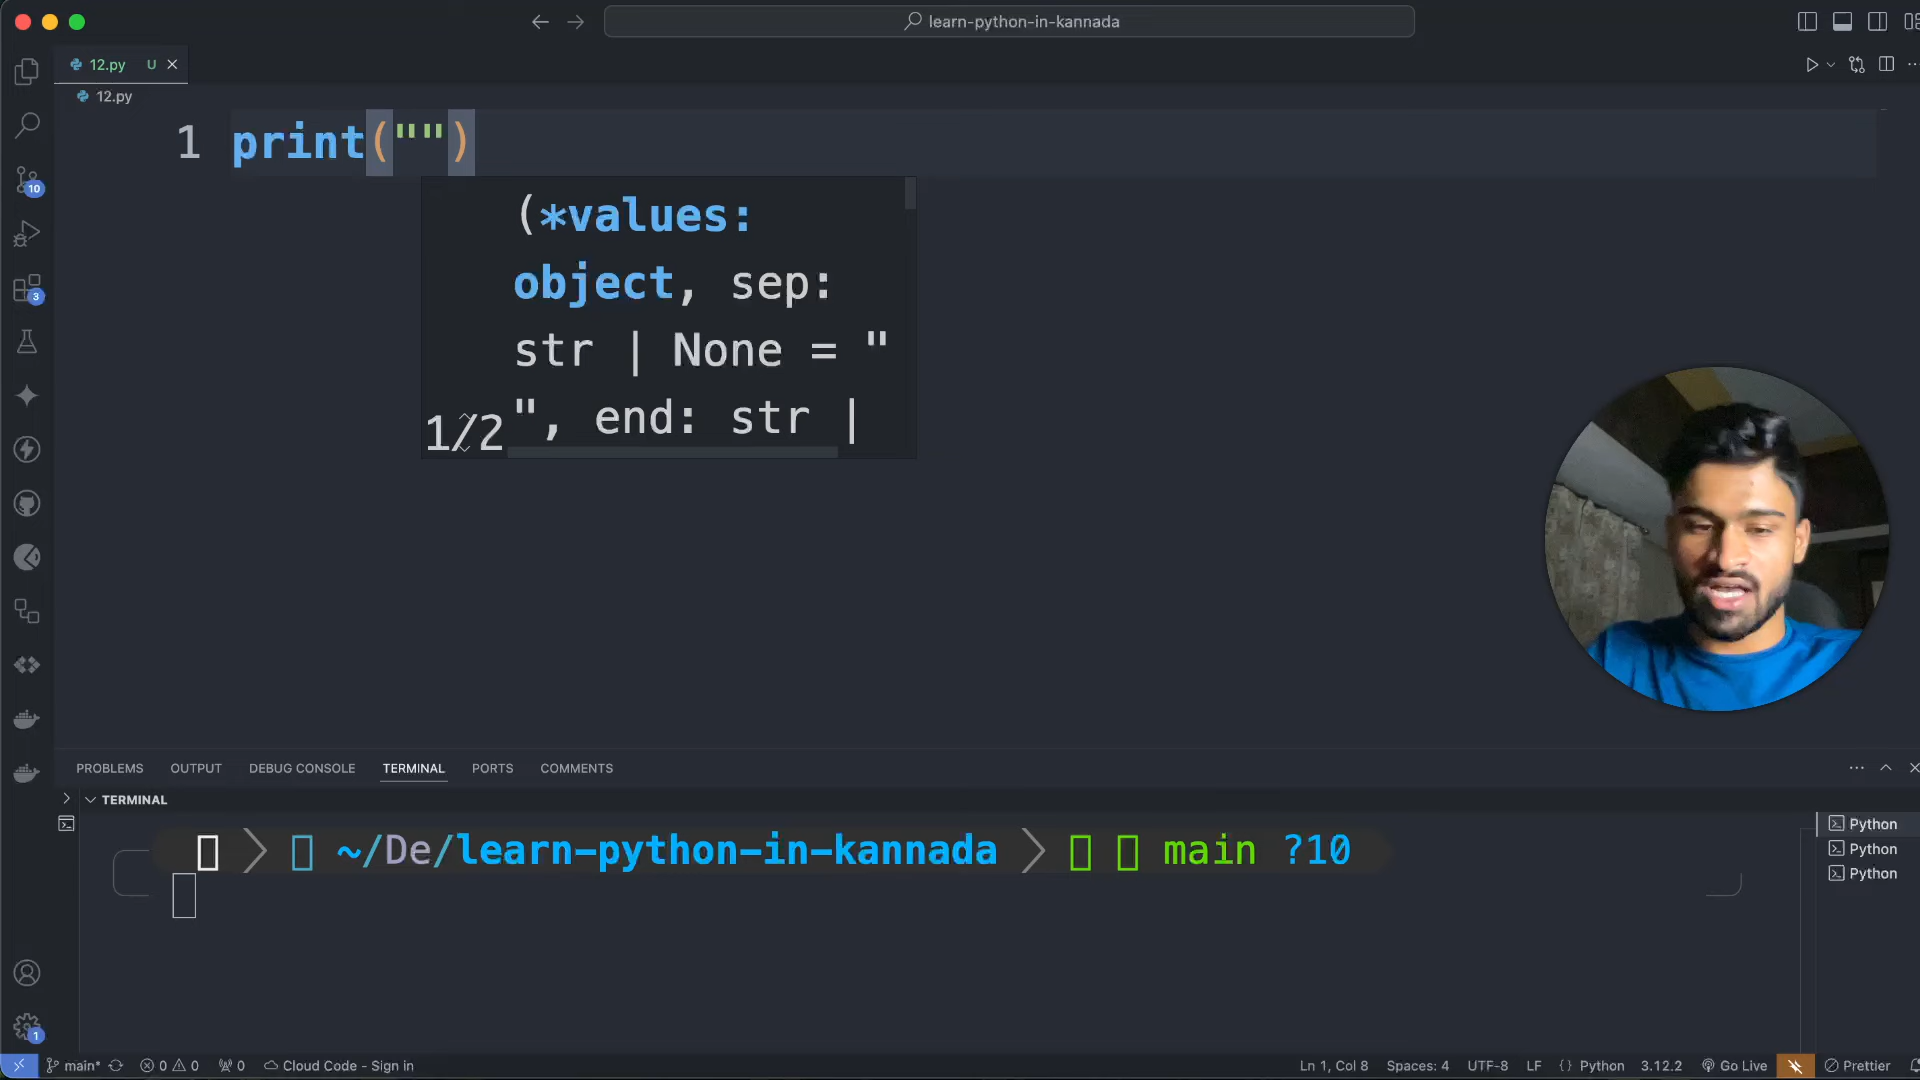 learn-python-in-kannada
12.py U
12.py
1 print("")
(*values:
object, sep:
str | None = "
", end: str |
1/2
10
3
1
PROBLEMS OUTPUT DEBUG CONSOLE TERMINAL PORTS COMMENTS
TERMINAL
~/De/learn-python-in-kannada main ?10
Python
Python
Python
main* 0 0 0 Cloud Code - Sign in Ln 1, Col 8 Spaces: 4 UTF-8 LF {} Python 3.12.2 Go Live Prettier